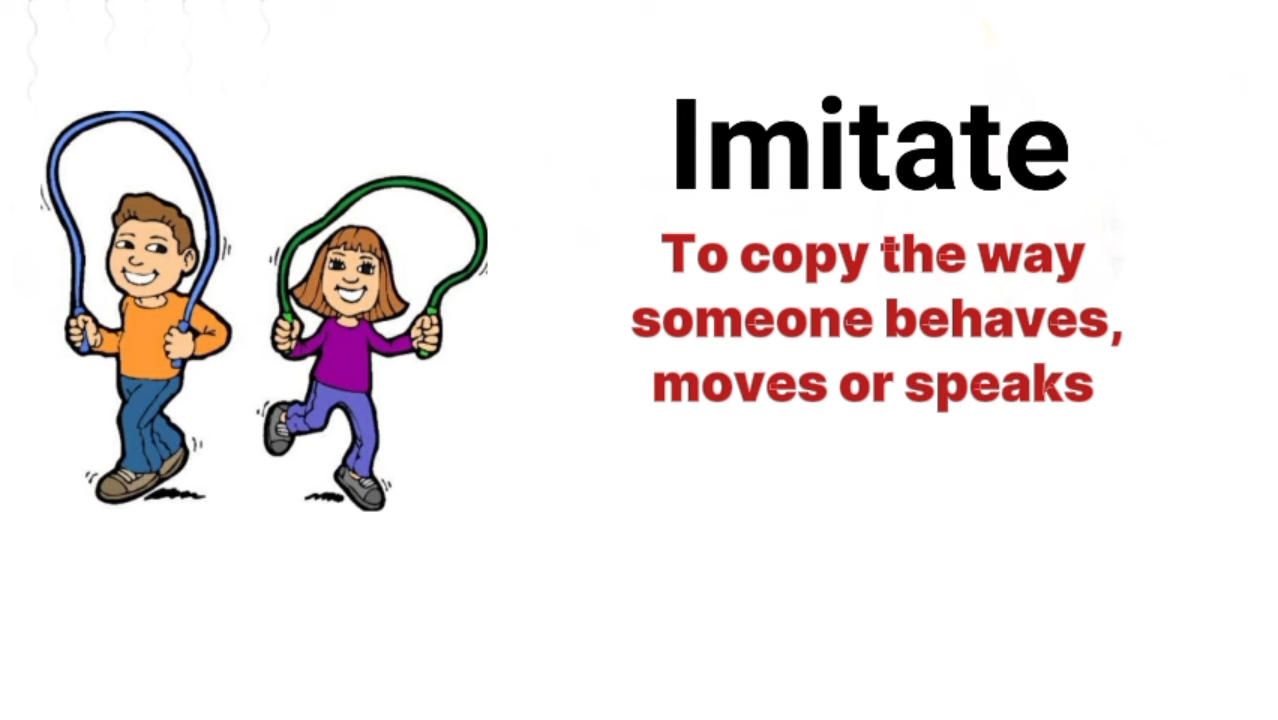 Imitate
To copy the way
someone behaves,
moves or speaks